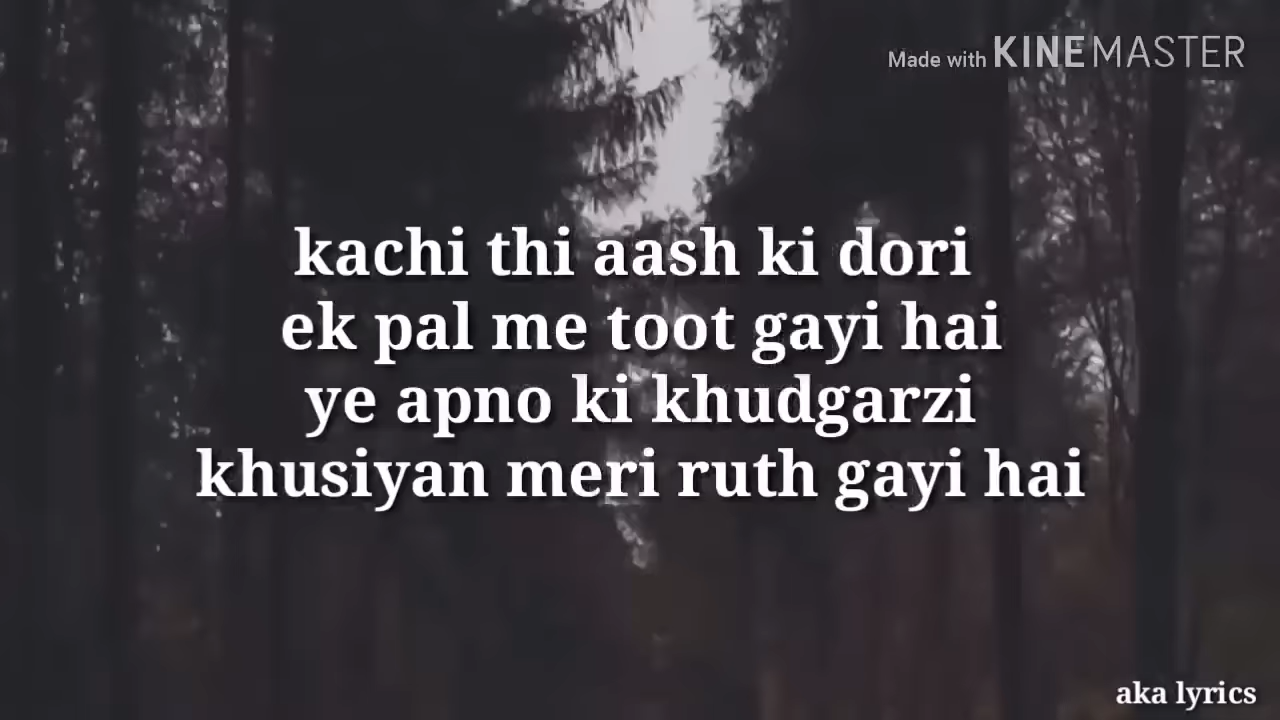 Made with KINEMASTER
kachi thi aash ki dori
ek pal me toot gayi hai
ye apno ki khudgarzi
khusiyan meri ruth gayi hai
aka lyrics